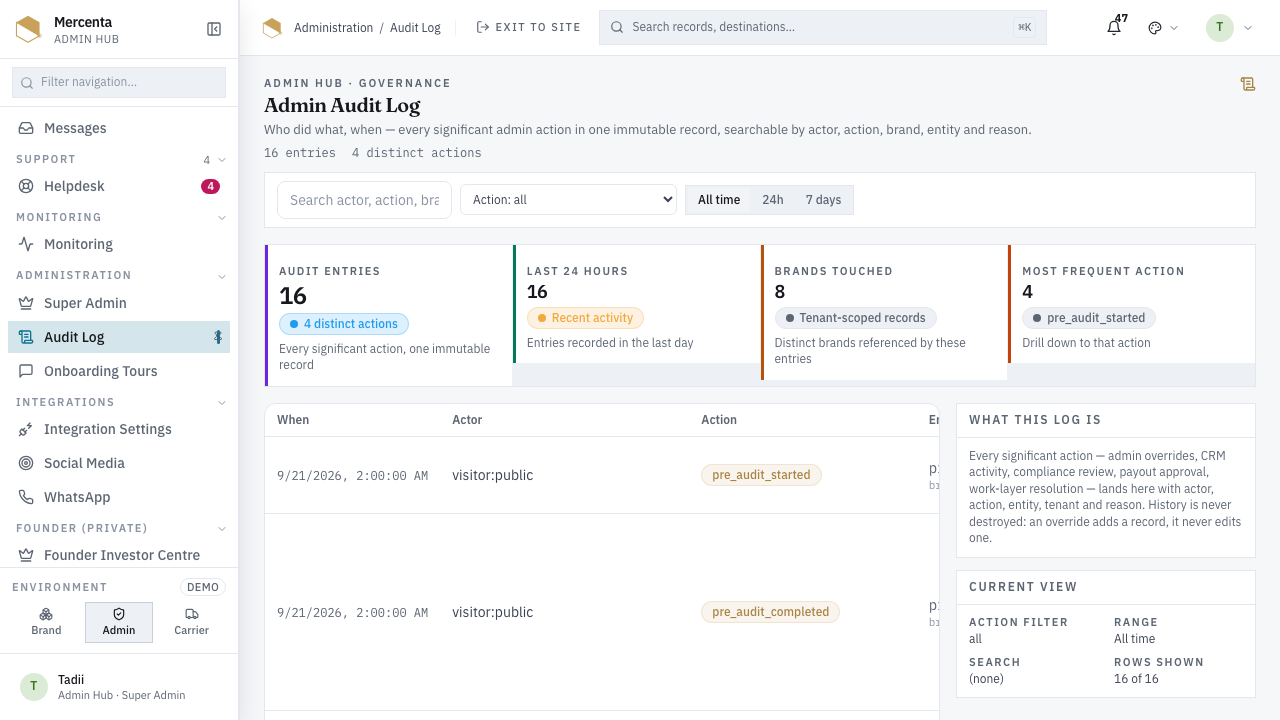 Mercenta
ADMIN HUB
Filter navigation...
Messages
SUPPORT 4
Helpdesk 4
MONITORING
Monitoring
ADMINISTRATION
Super Admin
Audit Log
Onboarding Tours
INTEGRATIONS
Integration Settings
Social Media
WhatsApp
FOUNDER (PRIVATE)
Founder Investor Centre
ENVIRONMENT DEMO
Brand Admin Carrier
T Tadii
Admin Hub · Super Admin
Administration / Audit Log
EXIT TO SITE
Search records, destinations... ⌘K
47
T
ADMIN HUB · GOVERNANCE
Admin Audit Log
Who did what, when — every significant admin action in one immutable record, searchable by actor, action, brand, entity and reason.
16 entries 4 distinct actions
Search actor, action, bra
Action: all
All time 24h 7 days
AUDIT ENTRIES
16
4 distinct actions
Every significant action, one immutable
record
LAST 24 HOURS
16
Recent activity
Entries recorded in the last day
BRANDS TOUCHED
8
Tenant-scoped records
Distinct brands referenced by these
entries
MOST FREQUENT ACTION
4
pre_audit_started
Drill down to that action
When Actor Action
9/21/2026, 2:00:00 AM visitor:public pre_audit_started
9/21/2026, 2:00:00 AM visitor:public pre_audit_completed
WHAT THIS LOG IS
Every significant action — admin overrides, CRM
activity, compliance review, payout approval,
work-layer resolution — lands here with actor,
action, entity, tenant and reason. History is never
destroyed: an override adds a record, it never edits
one.
CURRENT VIEW
ACTION FILTER RANGE
all All time
SEARCH ROWS SHOWN
(none) 16 of 16